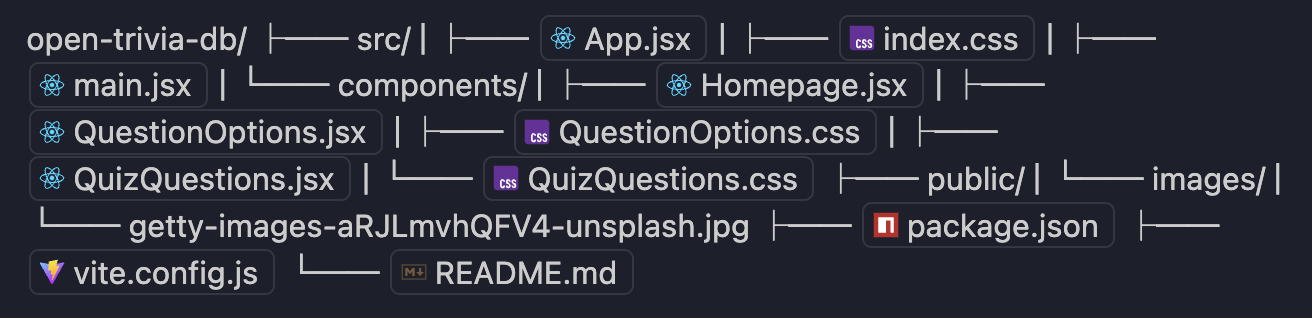 open-trivia-db/ ├── src/ │ ├── App.jsx │ ├── index.css │ ├──
main.jsx │ └── components/ │ ├── Homepage.jsx │ ├──
QuestionOptions.jsx │ ├── QuestionOptions.css │ ├──
QuizQuestions.jsx │ └── QuizQuestions.css ├── public/ │ └── images/ │
└── getty-images-aRJLmvhQFV4-unsplash.jpg ├── package.json ├──
vite.config.js └── README.md